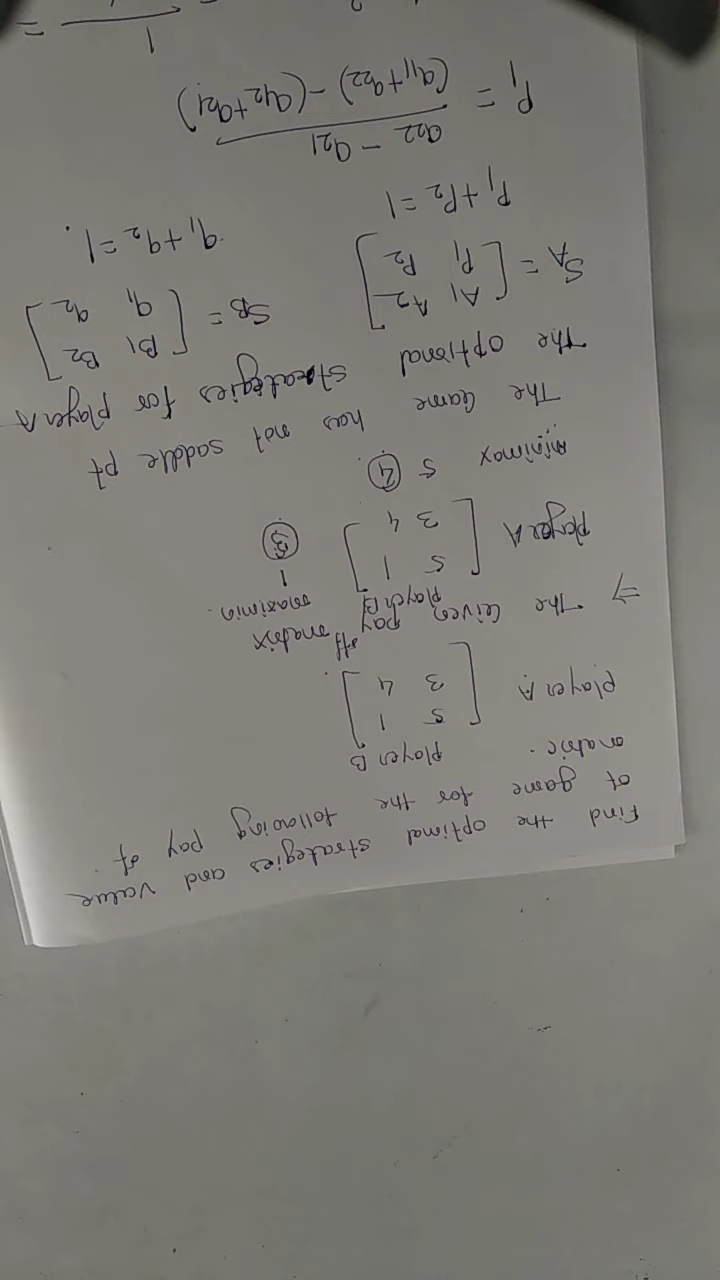 Find the optimal strategies and value
of game for the following pay of
matric.
Player B
Player A [ 5 1
3 4 ]
⇒ The Given pay off matrix
Player B maximin
Player A [ 5 1 ] 1
[ 3 4 ] 3
minimax 5 4
The Game has not saddle pt
The optional strategies for player A
SA = [ A1 A2
P1 P2 ]
SB = [ B1 B2
q1 q2 ]
P1 + P2 = 1
q1 + q2 = 1.
P1 = a22 - a21
(a11 + a22) - (a12 + a21)